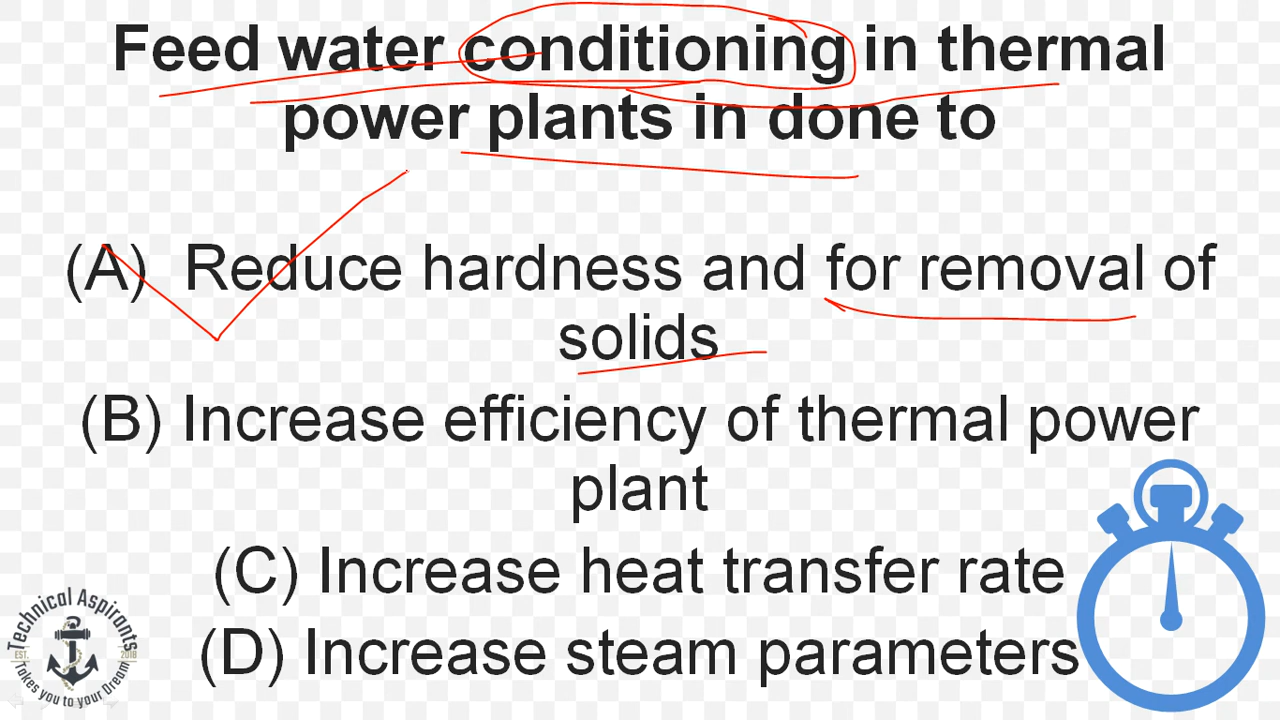 Feed water conditioning in thermal
power plants in done to
(A) Reduce hardness and for removal of
solids
(B) Increase efficiency of thermal power
plant
(C) Increase heat transfer rate
(D) Increase steam parameters
Technical Aspirants
EST. 2018
Takes you to your Dream